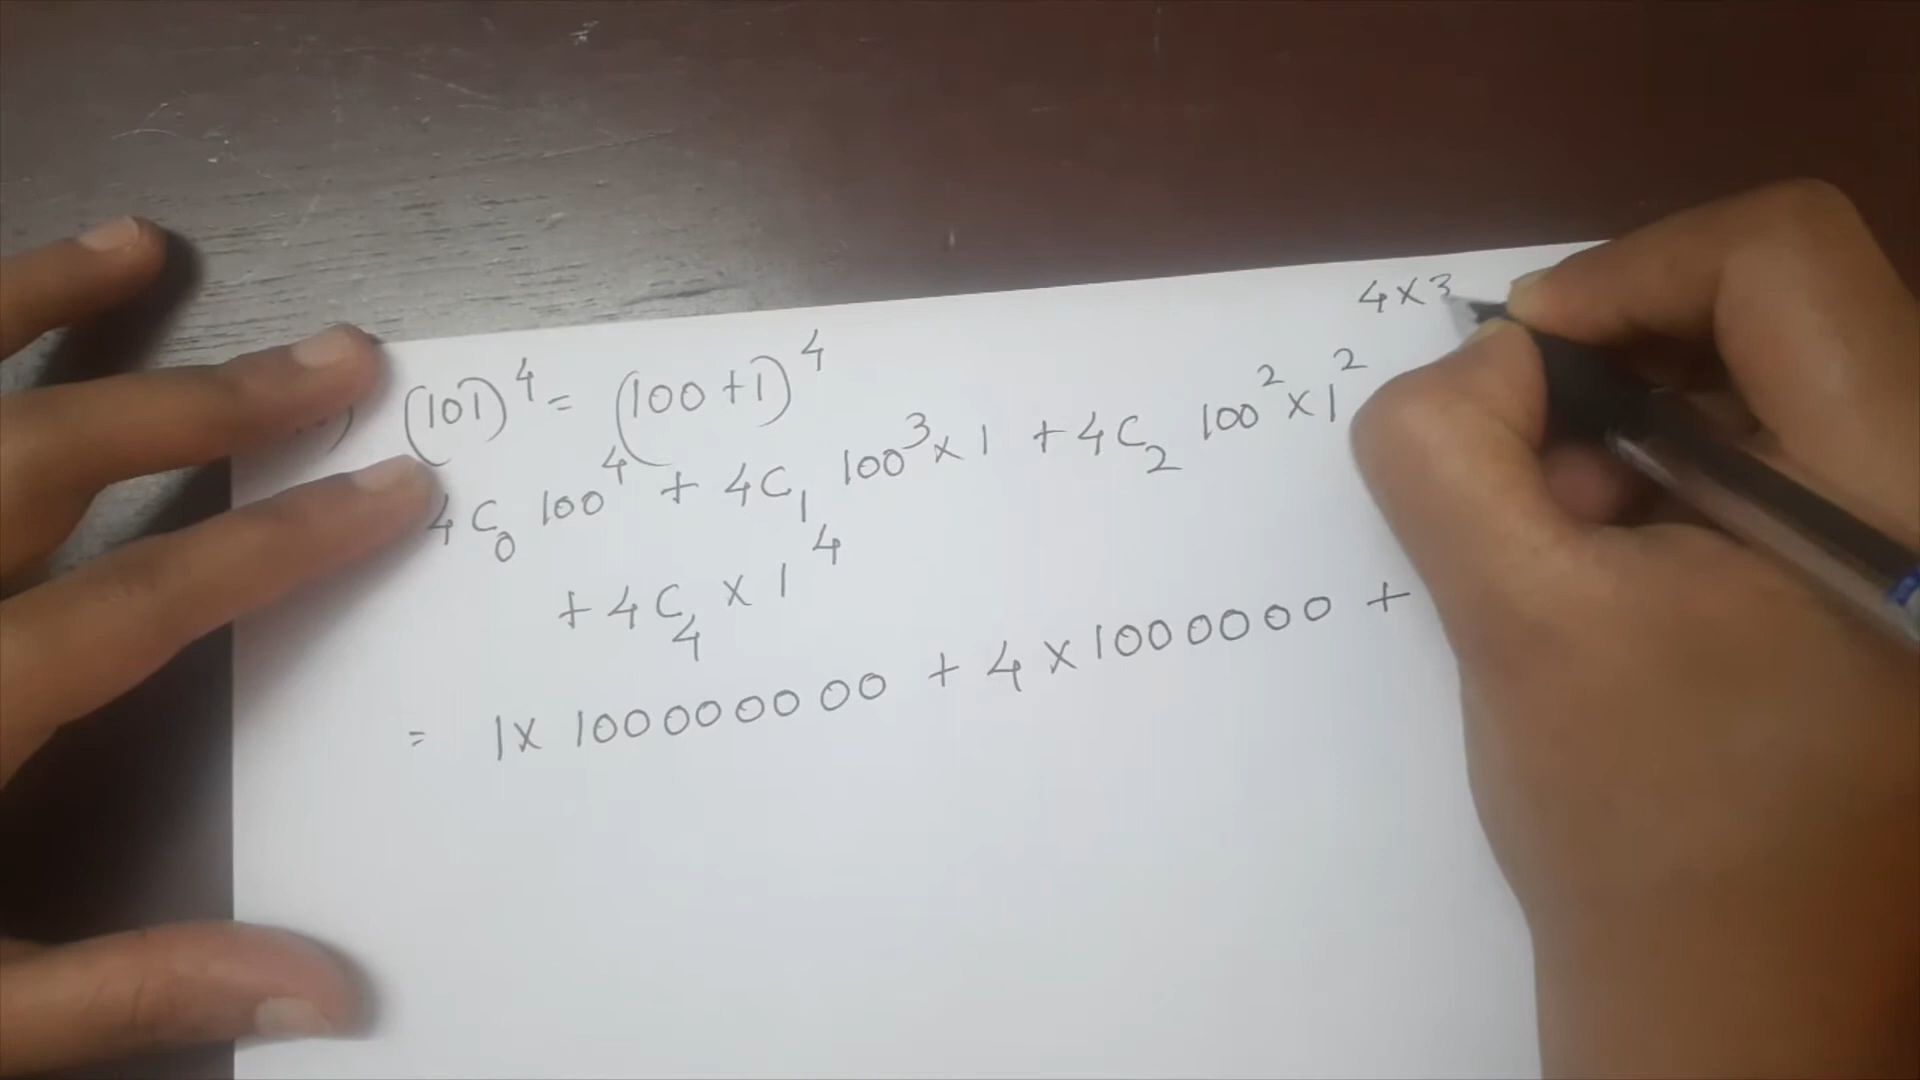 4×3
(101)⁴ = (100+1)⁴
4C₀ 100⁴ + 4C₁ 100³×1 + 4C₂ 100²×1²
+ 4C₄ × 1⁴
= 1× 100000000 + 4×1000000 +